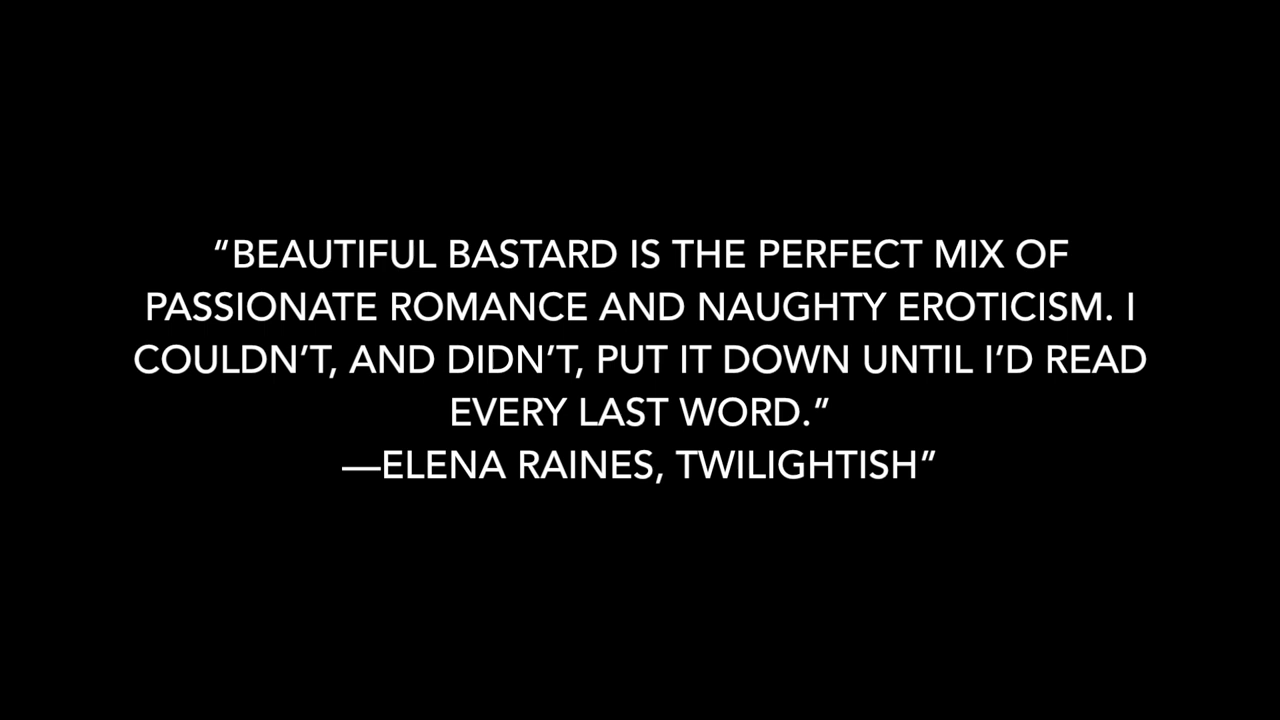 “BEAUTIFUL BASTARD IS THE PERFECT MIX OF
PASSIONATE ROMANCE AND NAUGHTY EROTICISM. I
COULDN’T, AND DIDN’T, PUT IT DOWN UNTIL I’D READ
EVERY LAST WORD.”
—ELENA RAINES, TWILIGHTISH”